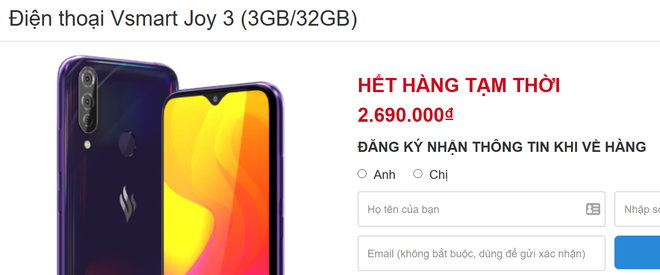 Điện thoại Vsmart Joy 3 (3GB/32GB)
HẾT HÀNG TẠM THỜI
2.690.000₫
ĐĂNG KÝ NHẬN THÔNG TIN KHI VỀ HÀNG
Anh Chị
Họ tên của bạn Nhập số
Email (không bắt buộc, dùng để gửi xác nhận)